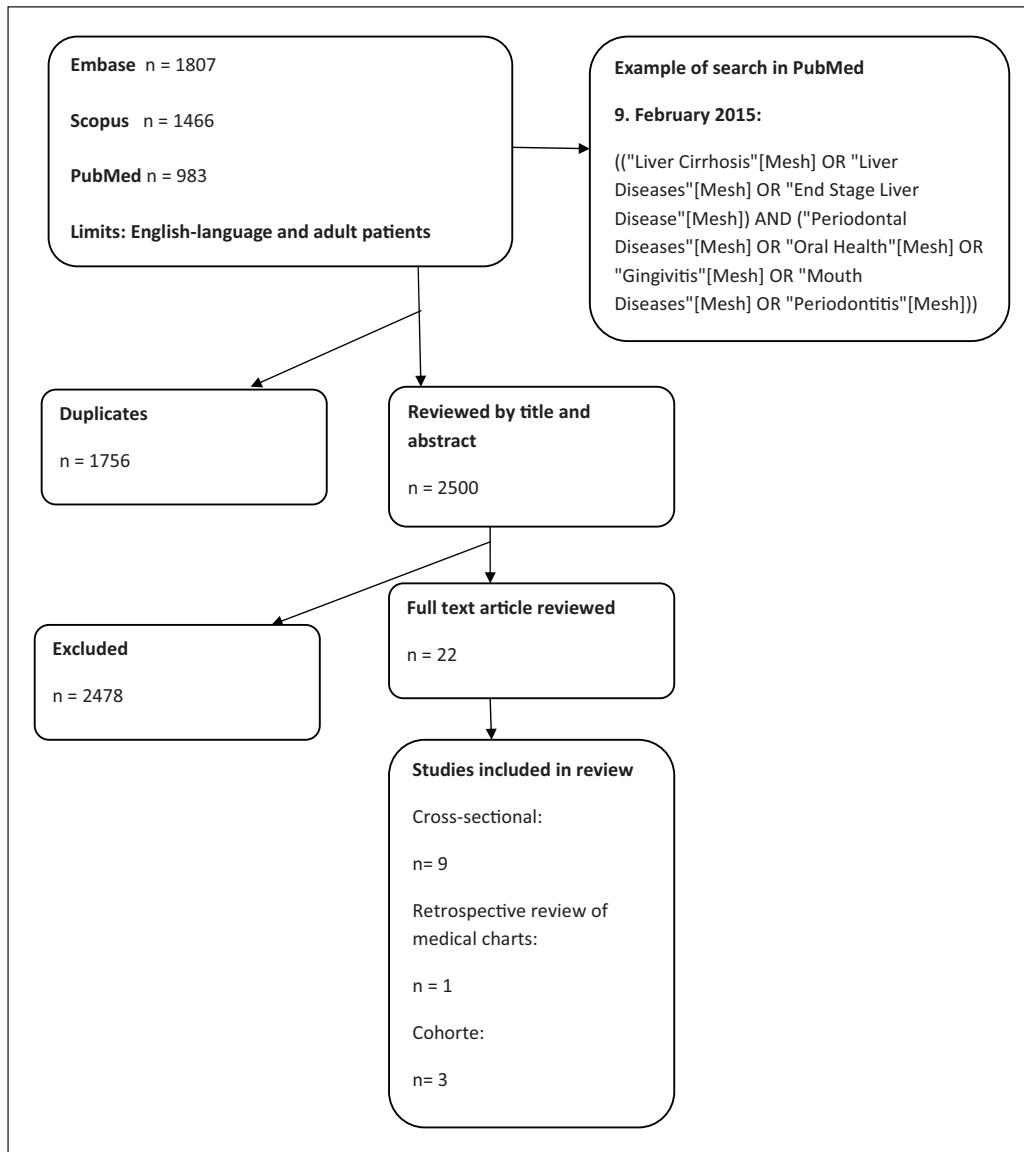 Embase n = 1807
Scopus n = 1466
PubMed n = 983
Limits: English-language and adult patients
Example of search in PubMed
9. February 2015:
(("Liver Cirrhosis"[Mesh] OR "Liver
Diseases"[Mesh] OR "End Stage Liver
Disease"[Mesh]) AND ("Periodontal
Diseases"[Mesh] OR "Oral Health"[Mesh] OR
"Gingivitis"[Mesh] OR "Mouth
Diseases"[Mesh] OR "Periodontitis"[Mesh]))
Duplicates
n = 1756
Reviewed by title and
abstract
n = 2500
Excluded
n = 2478
Full text article reviewed
n = 22
Studies included in review
Cross-sectional:
n= 9
Retrospective review of
medical charts:
n = 1
Cohorte:
n= 3